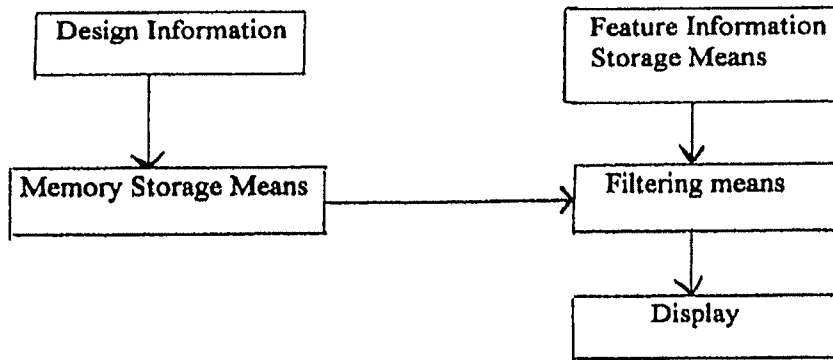 Design Information
Feature Information
Storage Means
Memory Storage Means
Filtering means
Display